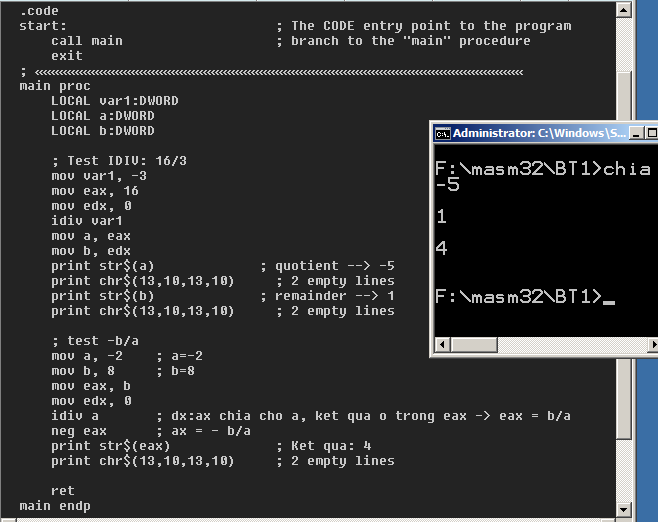 .code
start:                          ; The CODE entry point to the program
    call main                   ; branch to the "main" procedure
    exit
; «««««««««««««««««««««««««««««««««««««««««««««««««««««««««««««
main proc
    LOCAL var1:DWORD
    LOCAL a:DWORD
    LOCAL b:DWORD
    ; Test IDIV: 16/3
    mov var1, -3
    mov eax, 16
    mov edx, 0
    idiv var1
    mov a, eax
    mov b, edx
    print str$(a)             ; quotient --> -5
    print chr$(13,10,13,10)     ; 2 empty lines
    print str$(b)             ; remainder --> 1
    print chr$(13,10,13,10)     ; 2 empty lines
    ; test -b/a
    mov a, -2    ; a=-2
    mov b, 8     ; b=8
    mov eax, b
    mov edx, 0
    idiv a       ; dx:ax chia cho a, ket qua o trong eax -> eax = b/a
    neg eax      ; ax = - b/a
    print str$(eax)             ; Ket qua: 4
    print chr$(13,10,13,10)     ; 2 empty lines
    ret
main endp
Administrator: C:\Windows\S...
F:\masm32\BT1>chia
-5
1
4
F:\masm32\BT1>_